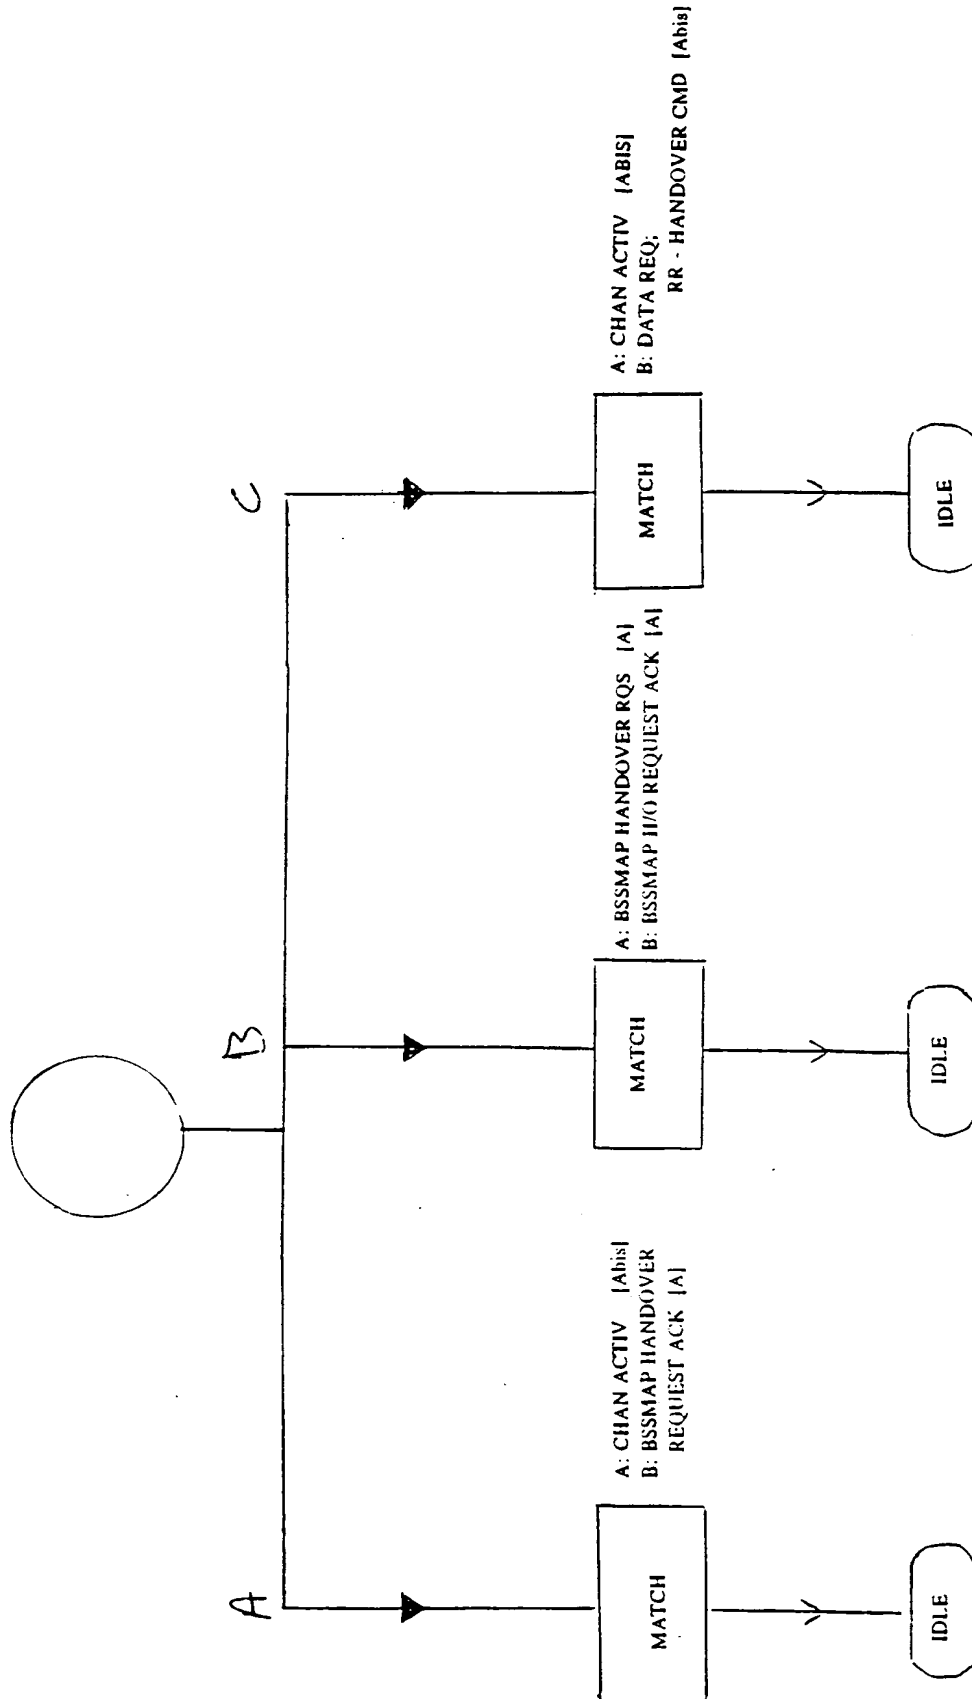 A
B
C
MATCH
A: CHAN ACTIV [Abis]
B: BSSMAP HANDOVER
REQUEST ACK [A]
MATCH
A: BSSMAP HANDOVER RQS [A]
B: BSSMAP H/O REQUEST ACK [A]
MATCH
A: CHAN ACTIV [ABIS]
B: DATA REQ;
RR - HANDOVER CMD [Abis]
IDLE
IDLE
IDLE